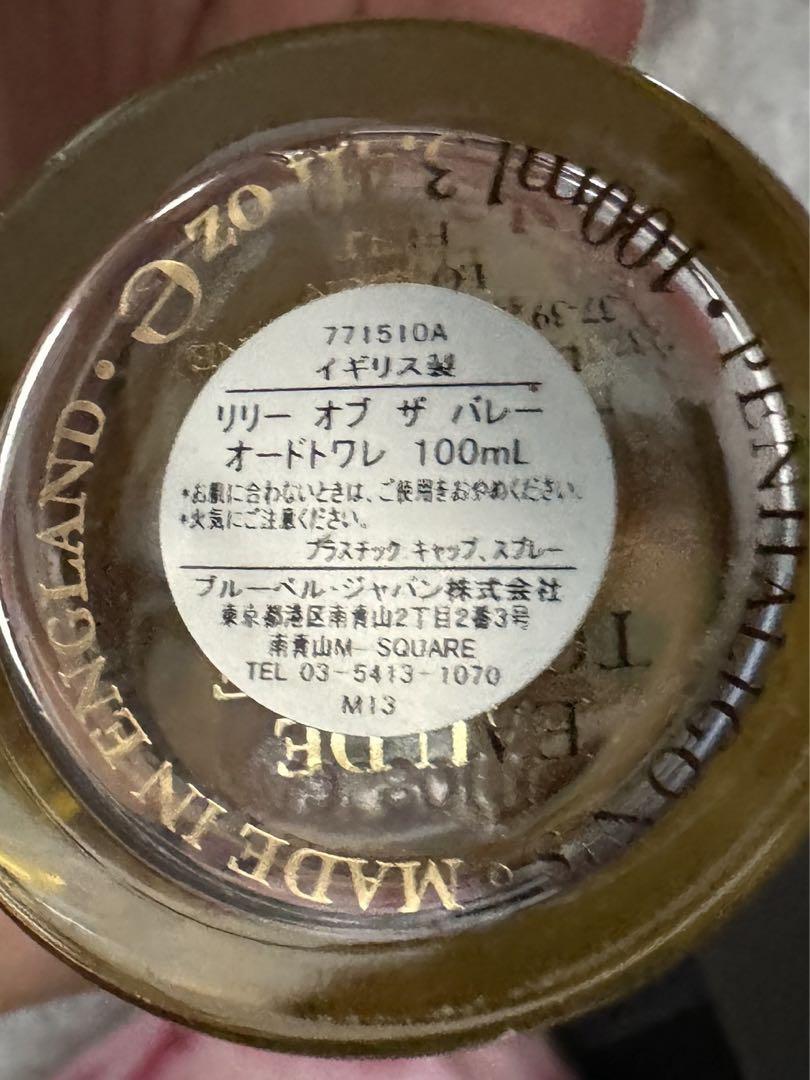 771510A
イギリス製
リリー オブ ザ バレー
オードトワレ 100mL
*お肌に合わないときは、ご使用をおやめください。
*火気にご注意ください。
プラスチック:キャップ、スプレー
ブルーベル・ジャパン株式会社
東京都港区南青山2丁目2番3号
南青山M-SQUARE
TEL 03-5413-1070
M13
PENHALIGON'S • MADE IN ENGLAND •
℮
100ml 3
OZ
EAU DE